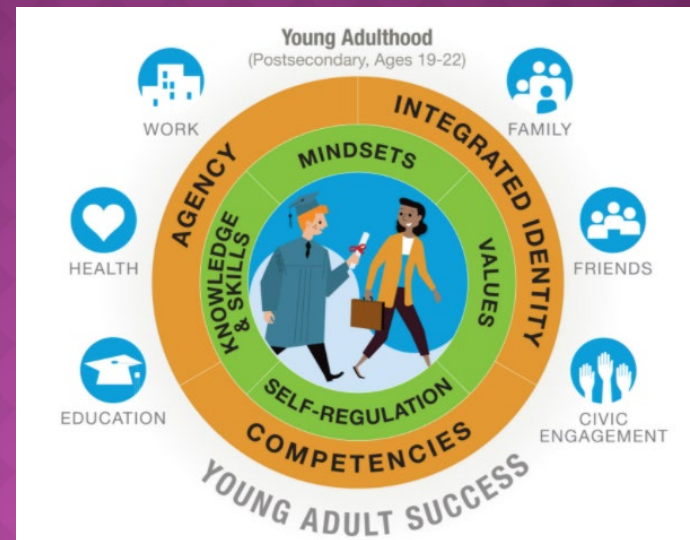 Young Adulthood
(Postsecondary, Ages 19-22)
WORK
FAMILY
HEALTH
FRIENDS
EDUCATION
CIVIC
ENGAGEMENT
AGENCY
INTEGRATED IDENTITY
COMPETENCIES
MINDSETS
VALUES
SELF-REGULATION
KNOWLEDGE
& SKILLS
YOUNG ADULT SUCCESS